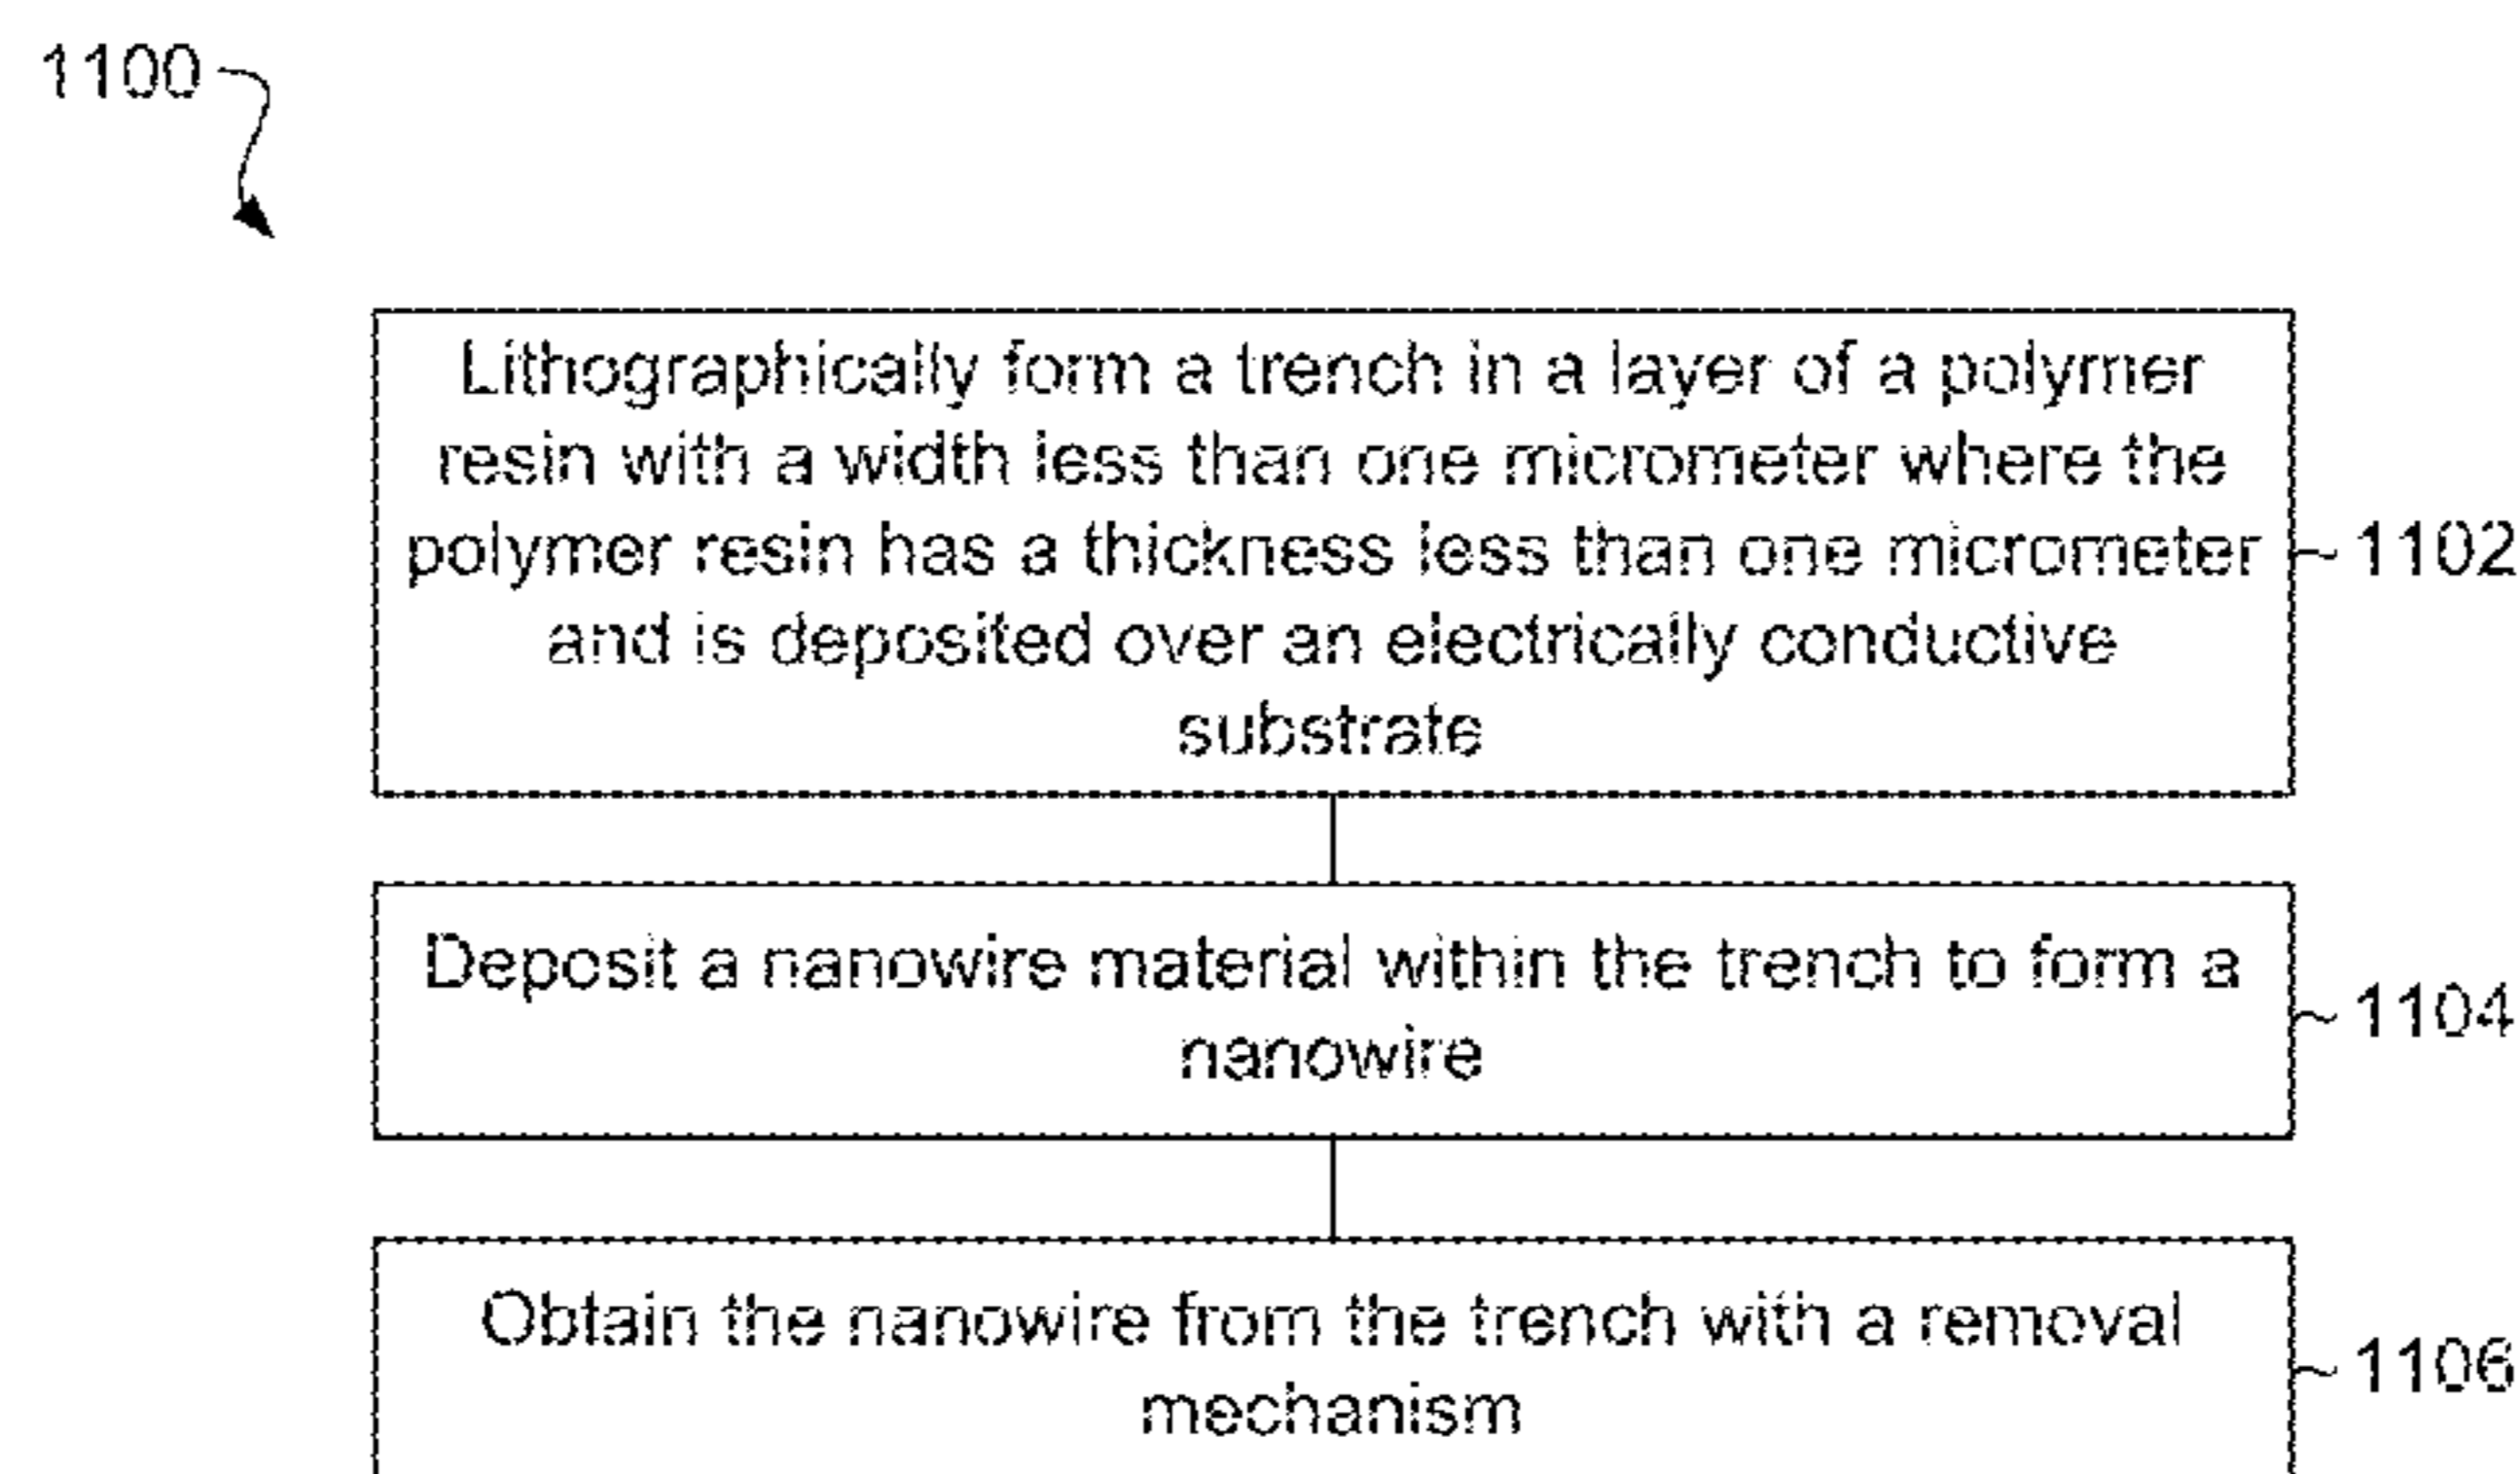 1100
Lithographically form a trench in a layer of a polymer
resin with a width less than one micrometer where the
polymer resin has a thickness less than one micrometer
and is deposited over an electrically conductive
substrate
1102
Deposit a nanowire material within the trench to form a
nanowire
1104
Obtain the nanowire from the trench with a removal
mechanism
1106